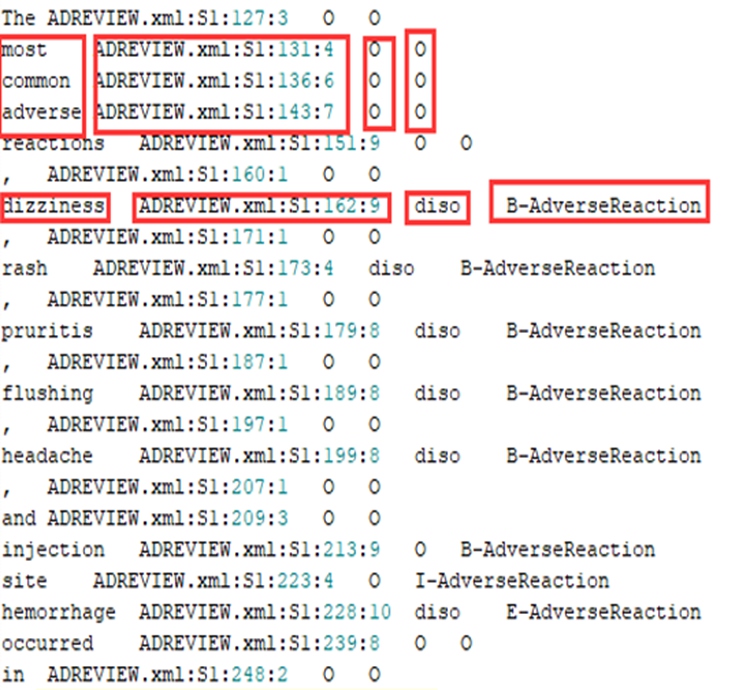 The ADREVIEW.xml:S1:127:3 O O
most ADREVIEW.xml:S1:131:4 O O
common ADREVIEW.xml:S1:136:6 O O
adverse ADREVIEW.xml:S1:143:7 O O
reactions ADREVIEW.xml:S1:151:9 O O
, ADREVIEW.xml:S1:160:1 O O
dizziness ADREVIEW.xml:S1:162:9 diso B-AdverseReaction
, ADREVIEW.xml:S1:171:1 O O
rash ADREVIEW.xml:S1:173:4 diso B-AdverseReaction
, ADREVIEW.xml:S1:177:1 O O
pruritis ADREVIEW.xml:S1:179:8 diso B-AdverseReaction
, ADREVIEW.xml:S1:187:1 O O
flushing ADREVIEW.xml:S1:189:8 diso B-AdverseReaction
, ADREVIEW.xml:S1:197:1 O O
headache ADREVIEW.xml:S1:199:8 diso B-AdverseReaction
, ADREVIEW.xml:S1:207:1 O O
and ADREVIEW.xml:S1:209:3 O O
injection ADREVIEW.xml:S1:213:9 O B-AdverseReaction
site ADREVIEW.xml:S1:223:4 O I-AdverseReaction
hemorrhage ADREVIEW.xml:S1:228:10 diso E-AdverseReaction
occurred ADREVIEW.xml:S1:239:8 O O
in ADREVIEW.xml:S1:248:2 O O